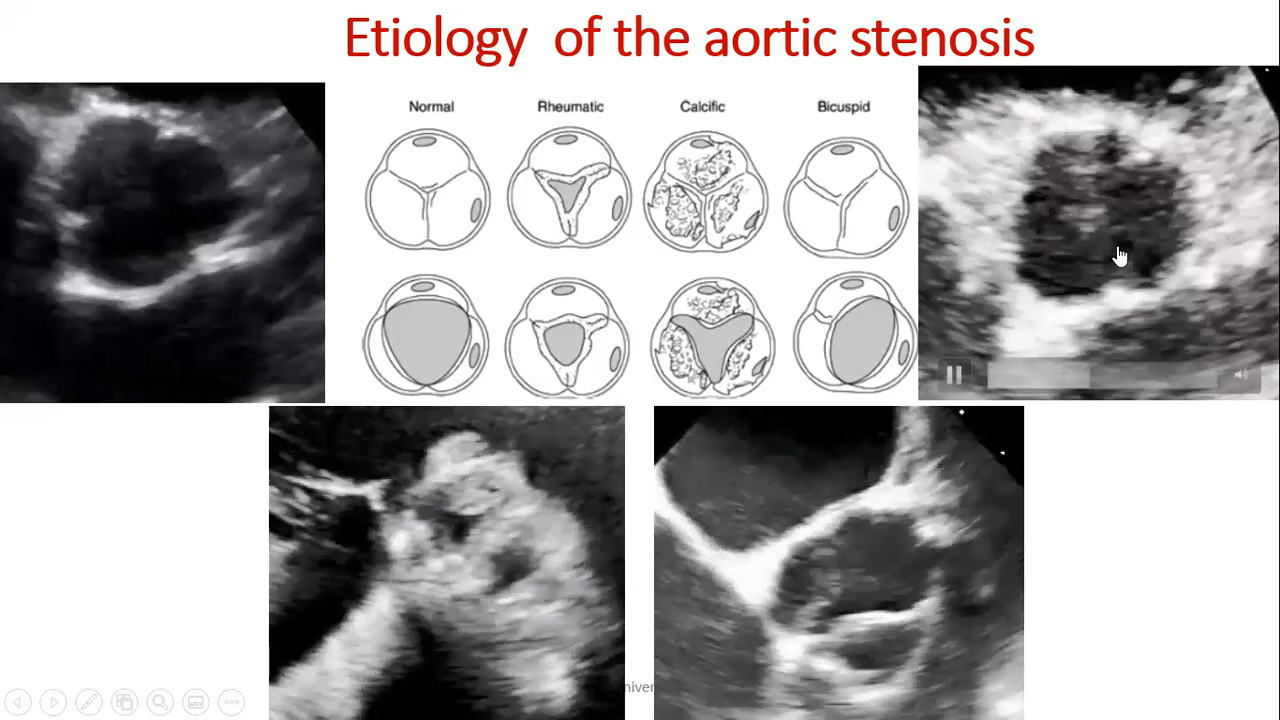 Etiology of the aortic stenosis
Normal Rheumatic Calcific Bicuspid